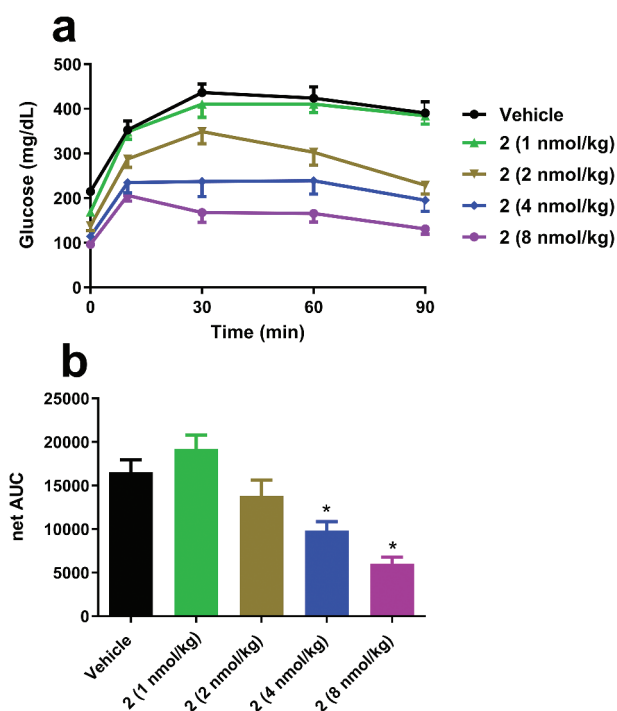 a
500
400
300
200
100
0
Glucose (mg/dL)
0 30 60 90
Time (min)
Vehicle
2 (1 nmol/kg)
2 (2 nmol/kg)
2 (4 nmol/kg)
2 (8 nmol/kg)
b
25000
20000
15000
10000
5000
0
net AUC
* *
Vehicle
2 (1 nmol/kg)
2 (2 nmol/kg)
2 (4 nmol/kg)
2 (8 nmol/kg)